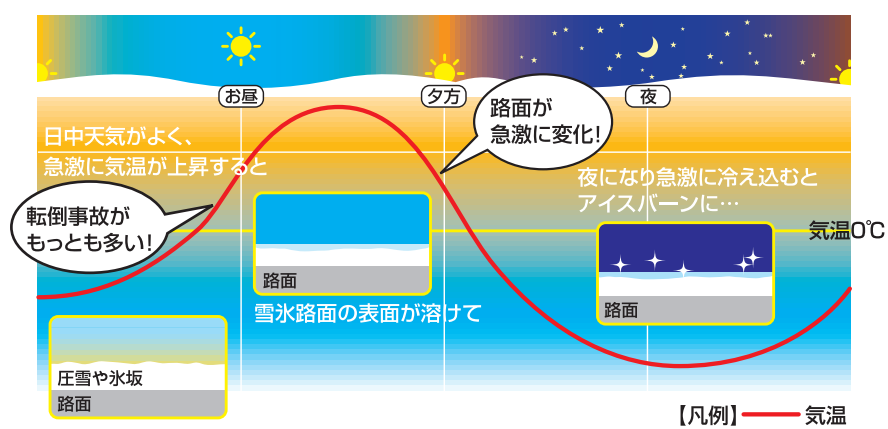 お昼
夕方
夜
路面が
急激に変化!
日中天気がよく、
急激に気温が上昇すると
転倒事故が
もっとも多い!
夜になり急激に冷え込むと
アイスバーンに…
気温0℃
路面
雪氷路面の表面が溶けて
路面
圧雪や氷坂
路面
【凡例】 気温